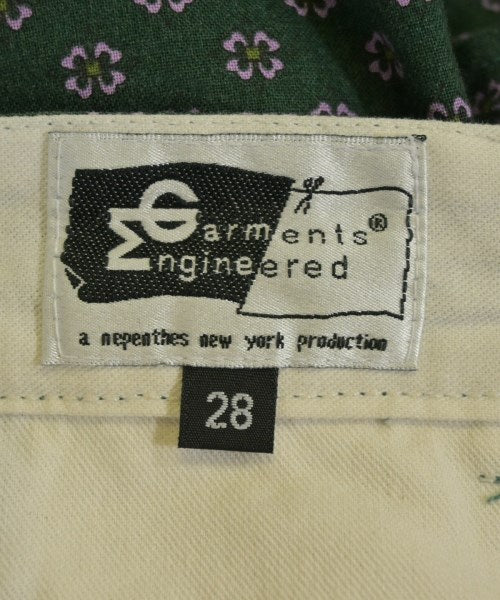 Garments®
Engineered
a nepenthes new york production
28